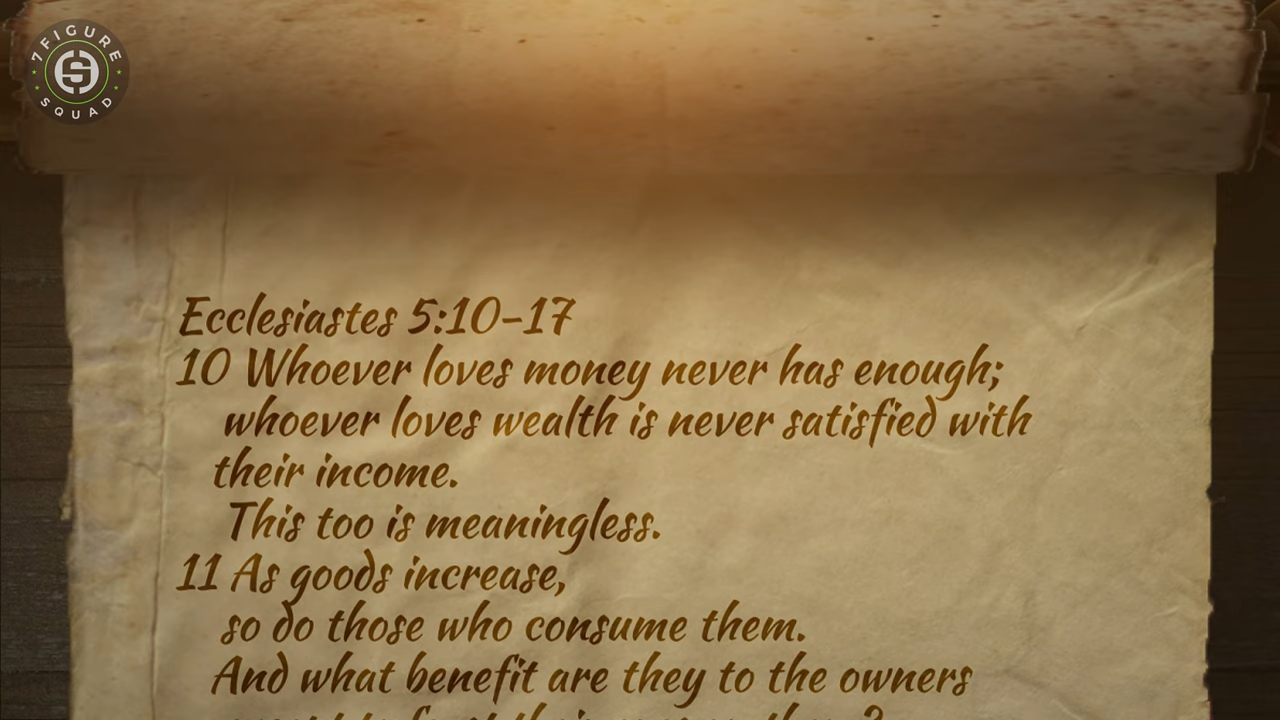 7FIGURE
SQUAD
Ecclesiastes 5:10-17
10 Whoever loves money never has enough;
whoever loves wealth is never satisfied with
their income.
This too is meaningless.
11 As goods increase,
so do those who consume them.
And what benefit are they to the owners